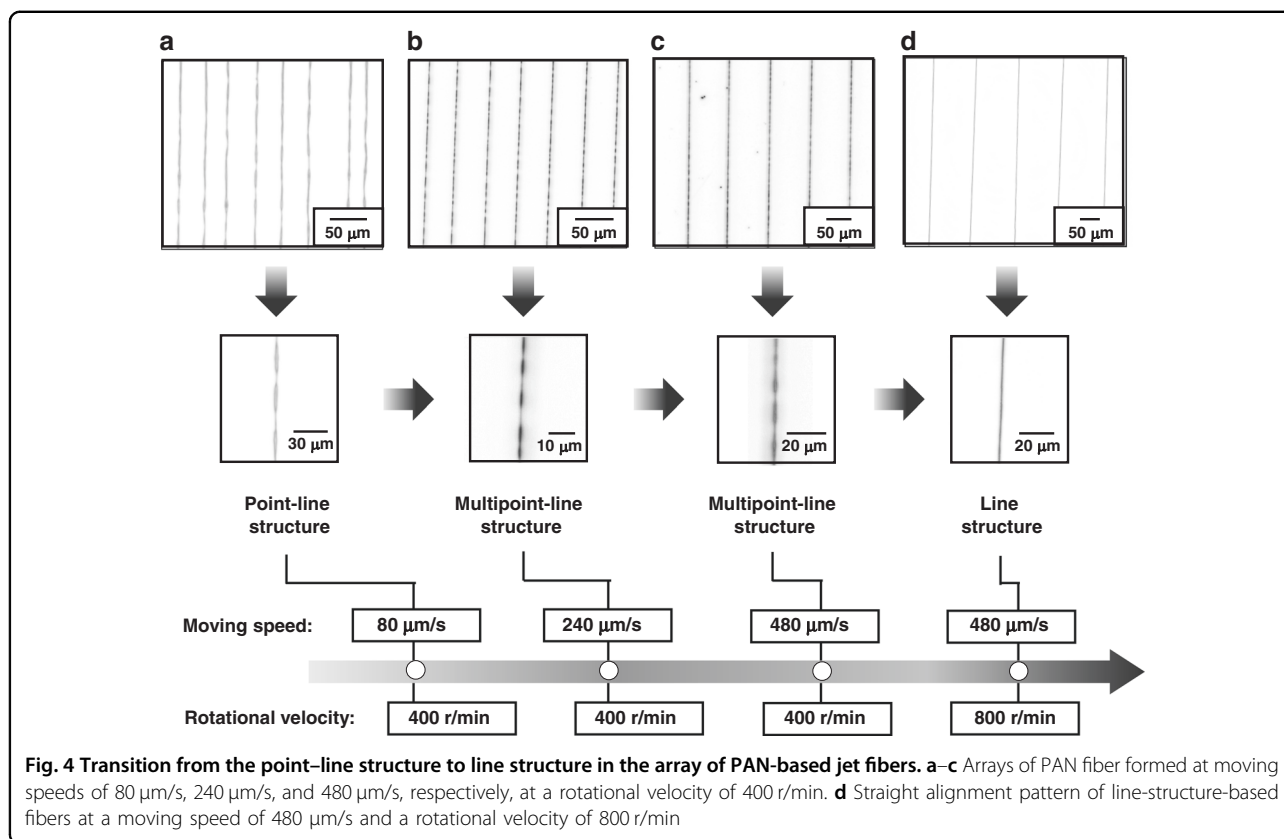 a b c d
50 μm 50 μm 50 μm 50 μm
30 μm 10 μm 20 μm 20 μm
Point-line Multipoint-line Multipoint-line Line
structure structure structure structure
Moving speed: 80 μm/s 240 μm/s 480 μm/s 480 μm/s
Rotational velocity: 400 r/min 400 r/min 400 r/min 800 r/min
Fig. 4 Transition from the point–line structure to line structure in the array of PAN-based jet fibers. a–c Arrays of PAN fiber formed at moving
speeds of 80 μm/s, 240 μm/s, and 480 μm/s, respectively, at a rotational velocity of 400 r/min. d Straight alignment pattern of line-structure-based
fibers at a moving speed of 480 μm/s and a rotational velocity of 800 r/min